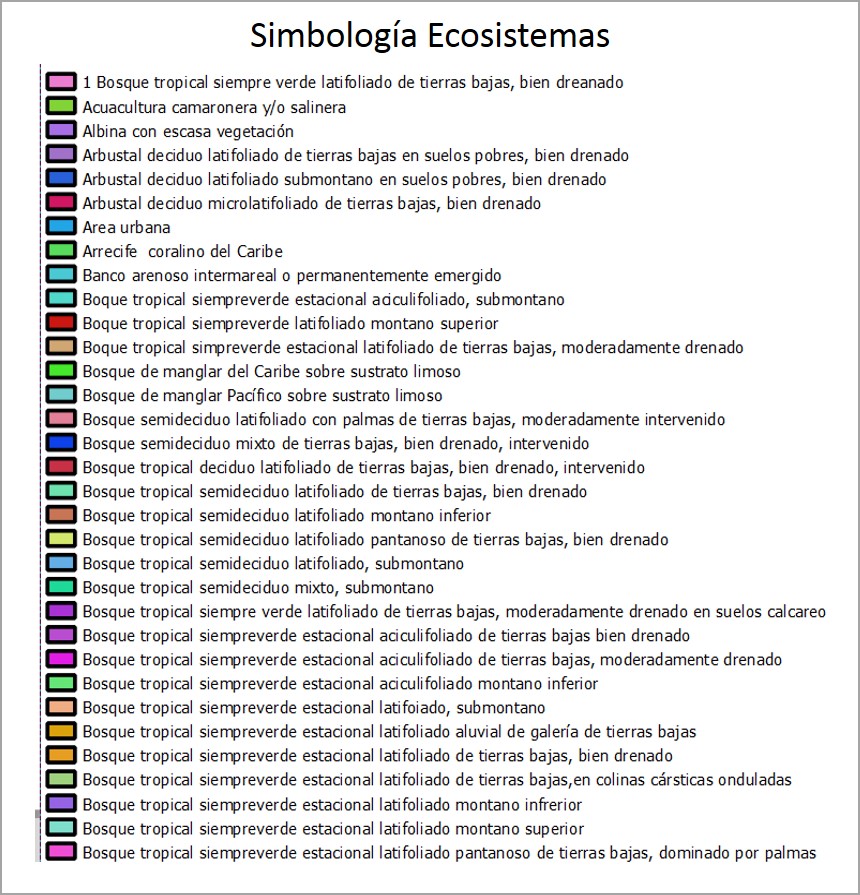 Simbología Ecosistemas
1 Bosque tropical siempre verde latifoliado de tierras bajas, bien dreanado
Acuacultura camaronera y/o salinera
Albina con escasa vegetación
Arbustal deciduo latifoliado de tierras bajas en suelos pobres, bien drenado
Arbustal deciduo latifoliado submontano en suelos pobres, bien drenado
Arbustal deciduo microlatifoliado de tierras bajas, bien drenado
Area urbana
Arrecife coralino del Caribe
Banco arenoso intermareal o permanentemente emergido
Boque tropical siempreverde estacional aciculifoliado, submontano
Boque tropical siempreverde latifoliado montano superior
Boque tropical simpreverde estacional latifoliado de tierras bajas, moderadamente drenado
Bosque de manglar del Caribe sobre sustrato limoso
Bosque de manglar Pacífico sobre sustrato limoso
Bosque semideciduo latifoliado con palmas de tierras bajas, moderadamente intervenido
Bosque semideciduo mixto de tierras bajas, bien drenado, intervenido
Bosque tropical deciduo latifoliado de tierras bajas, bien drenado, intervenido
Bosque tropical semideciduo latifoliado de tierras bajas, bien drenado
Bosque tropical semideciduo latifoliado montano inferior
Bosque tropical semideciduo latifoliado pantanoso de tierras bajas, bien drenado
Bosque tropical semideciduo latifoliado, submontano
Bosque tropical semideciduo mixto, submontano
Bosque tropical siempre verde latifoliado de tierras bajas, moderadamente drenado en suelos calcareo
Bosque tropical siempreverde estacional aciculifoliado de tierras bajas bien drenado
Bosque tropical siempreverde estacional aciculifoliado de tierras bajas, moderadamente drenado
Bosque tropical siempreverde estacional aciculifoliado montano inferior
Bosque tropical siempreverde estacional latifoiado, submontano
Bosque tropical siempreverde estacional latifoliado aluvial de galería de tierras bajas
Bosque tropical siempreverde estacional latifoliado de tierras bajas, bien drenado
Bosque tropical siempreverde estacional latifoliado de tierras bajas,en colinas cársticas onduladas
Bosque tropical siempreverde estacional latifoliado montano infrerior
Bosque tropical siempreverde estacional latifoliado montano superior
Bosque tropical siempreverde estacional latifoliado pantanoso de tierras bajas, dominado por palmas